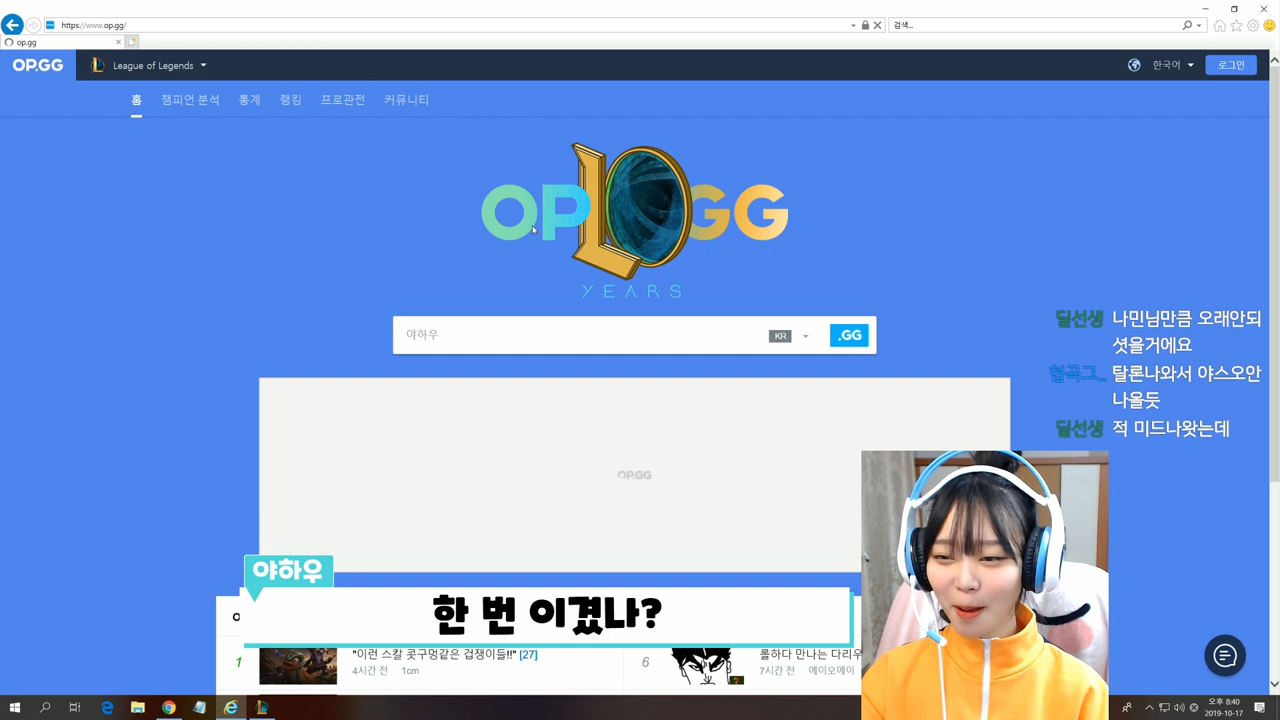 https://www.op.gg/
검색...
op.gg
OP.GG
League of Legends
한국어
로그인
홈
챔피언 분석
통계
랭킹
프로관전
커뮤니티
OP GG
YEARS
야하우
KR
.GG
OP.GG
딜선생 나민님만큼 오래안되
셧을거에요
협곡그... 탈론나와서 야스오안
나올듯
딜선생 적 미드나왓는데
야하우
한 번 이겼나?
1
"이런 스칼 콧구멍같은 겁쟁이들!!" [27]
4시간 전 · 1cm
6
롤하다 만나는 다리우
7시간 전 · 에이오에이
오후 8:40
2019-10-17